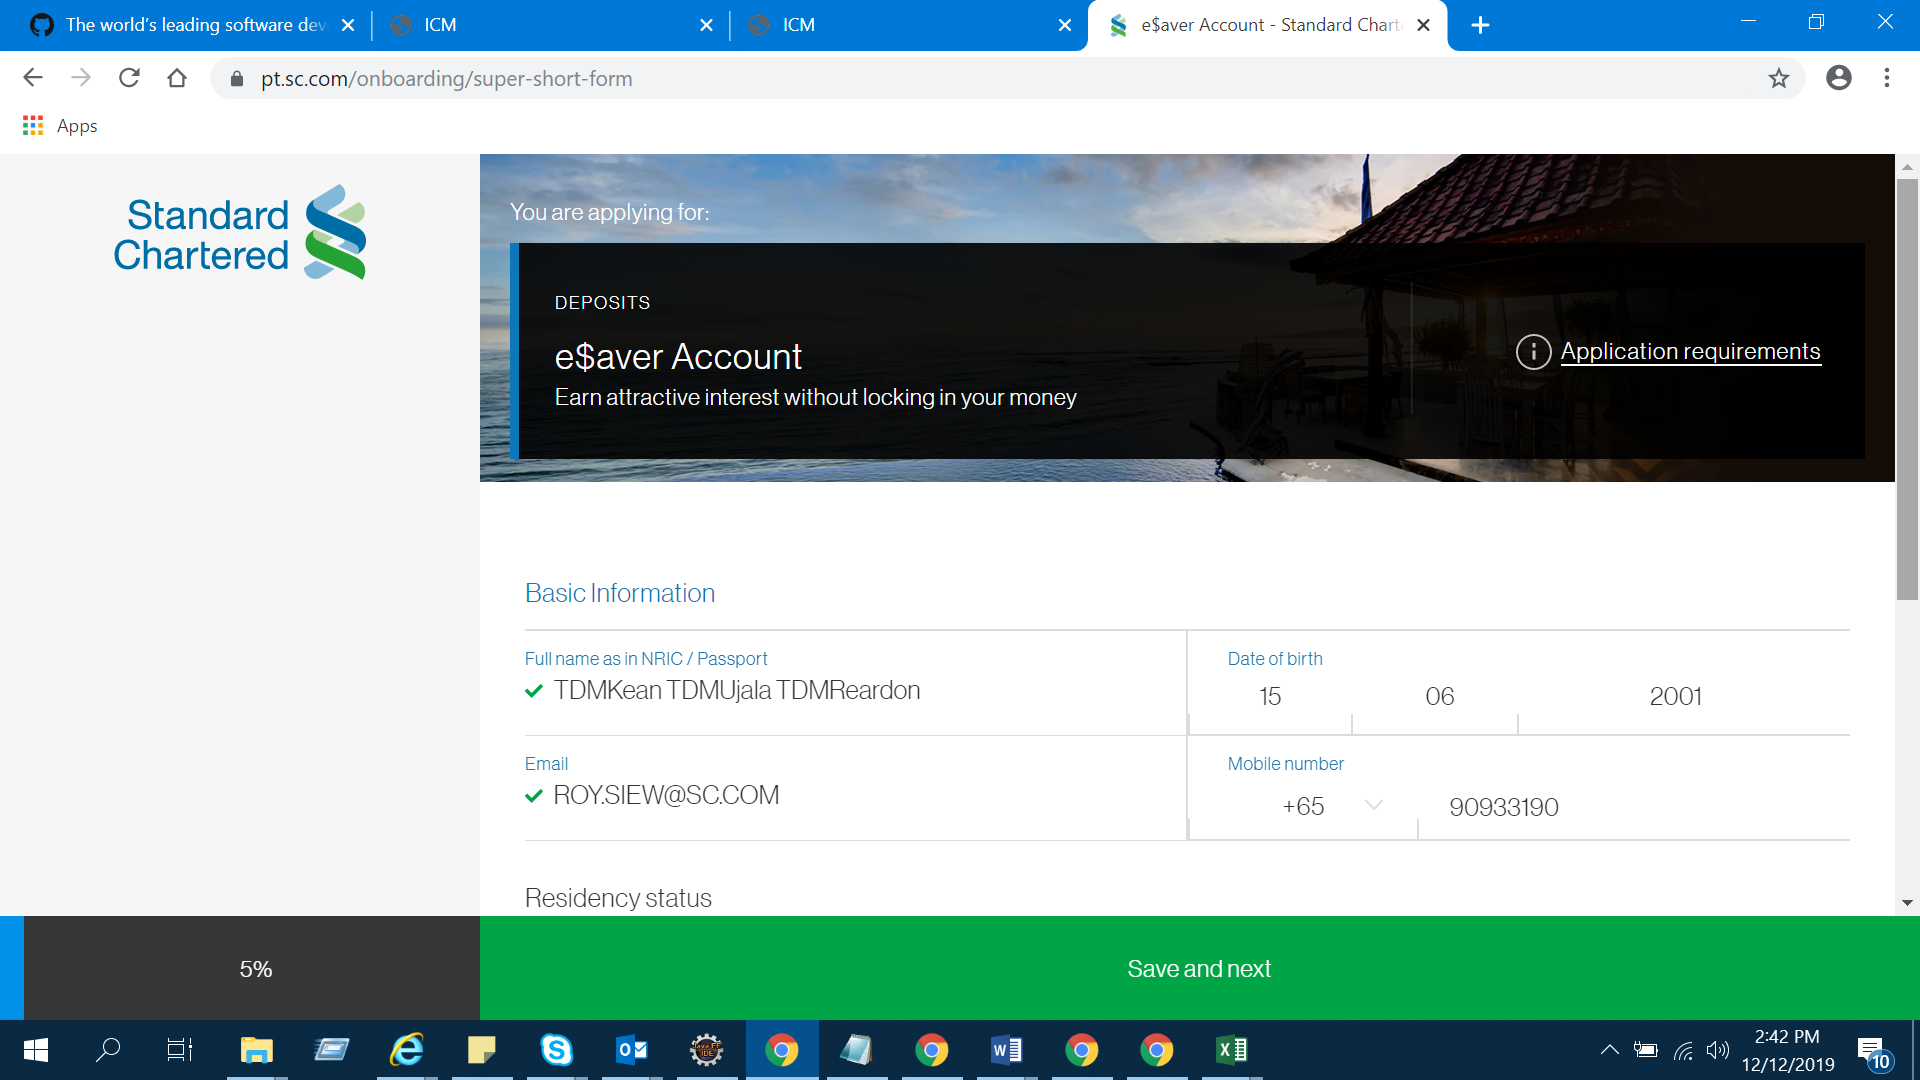 The world's leading software dev
ICM
ICM
e$aver Account - Standard Chart
pt.sc.com/onboarding/super-short-form
Apps
Standard
Chartered
You are applying for:
DEPOSITS
e$aver Account
Earn attractive interest without locking in your money
Application requirements
Basic Information
Full name as in NRIC / Passport
TDMKean TDMUjala TDMReardon
Date of birth
15 06 2001
Email
ROY.SIEW@SC.COM
Mobile number
+65 90933190
Residency status
5%
Save and next
2:42 PM
12/12/2019
10